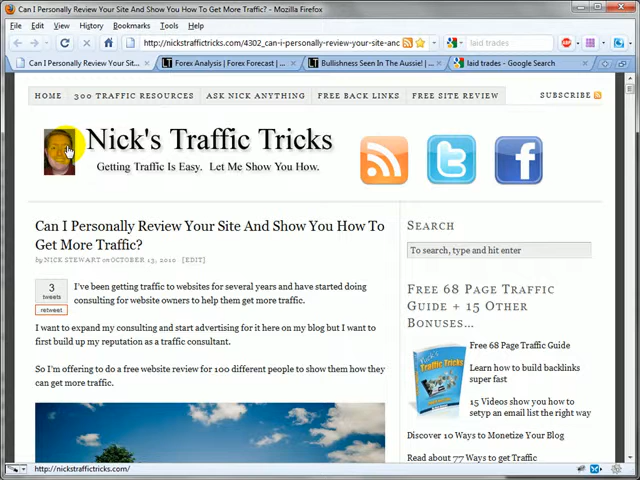 Can I Personally Review Your Site And Show You How To Get More Traffic? - Mozilla Firefox
File Edit View History Bookmarks Tools Help
http://nickstraffictricks.com/4302_can-i-personally-review-your-site-and
laid trades
Can I Personally Review Your Sit...
Forex Analysis | Forex Forecast | ...
Bullishness Seen In The Aussie! | ...
laid trades - Google Search
HOME
300 TRAFFIC RESOURCES
ASK NICK ANYTHING
FREE BACK LINKS
FREE SITE REVIEW
SUBSCRIBE
Nick's Traffic Tricks
Getting Traffic Is Easy. Let Me Show You How.
Can I Personally Review Your Site And Show You How To
Get More Traffic?
by NICK STEWART on OCTOBER 13, 2010 [EDIT]
3
tweets
retweet
I've been getting traffic to websites for several years and have started doing
consulting for website owners to help them get more traffic.
I want to expand my consulting and start advertising for it here on my blog but I want to
first build up my reputation as a traffic consultant.
So I'm offering to do a free website review for 100 different people to show them how they
can get more traffic.
SEARCH
To search, type and hit enter
FREE 68 PAGE TRAFFIC
GUIDE + 15 OTHER
BONUSES...
Free 68 Page Traffic Guide
Learn how to build backlinks
super fast
15 Videos show you how to
setyp an email list the right way
Discover 10 Ways to Monetize Your Blog
Read about 77 Ways to get Traffic
http://nickstraffictricks.com/